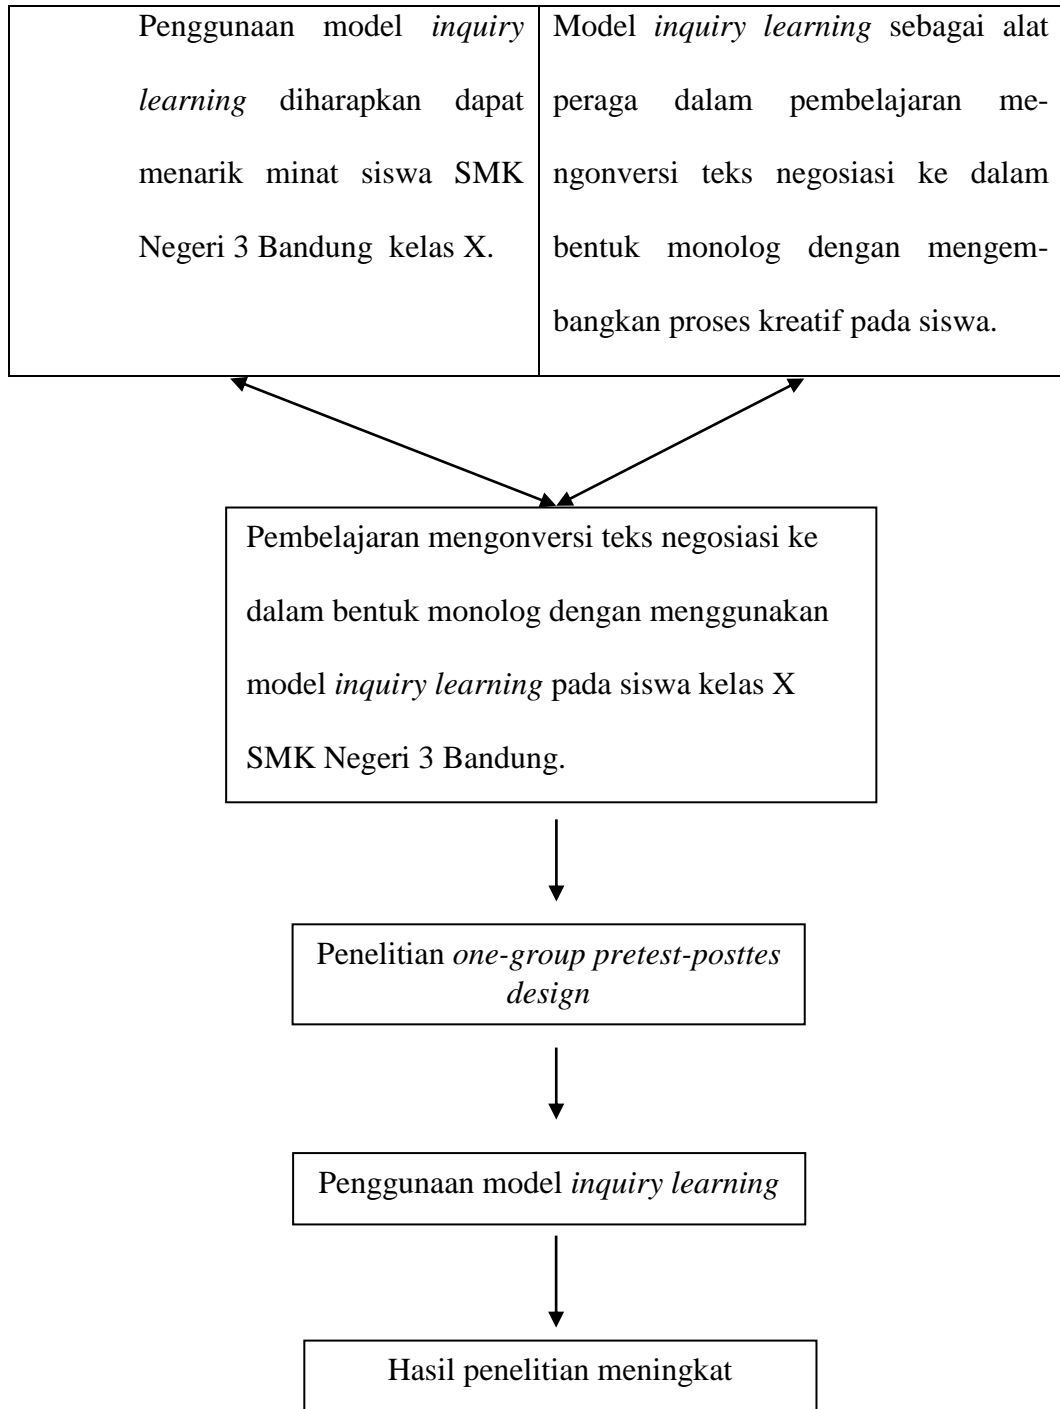 Penggunaan model inquiry
learning diharapkan dapat
menarik minat siswa SMK
Negeri 3 Bandung kelas X.
Model inquiry learning sebagai alat
peraga dalam pembelajaran me-
ngonversi teks negosiasi ke dalam
bentuk monolog dengan mengem-
bangkan proses kreatif pada siswa.
Pembelajaran mengonversi teks negosiasi ke
dalam bentuk monolog dengan menggunakan
model inquiry learning pada siswa kelas X
SMK Negeri 3 Bandung.
Penelitian one-group pretest-posttes
design
Penggunaan model inquiry learning
Hasil penelitian meningkat